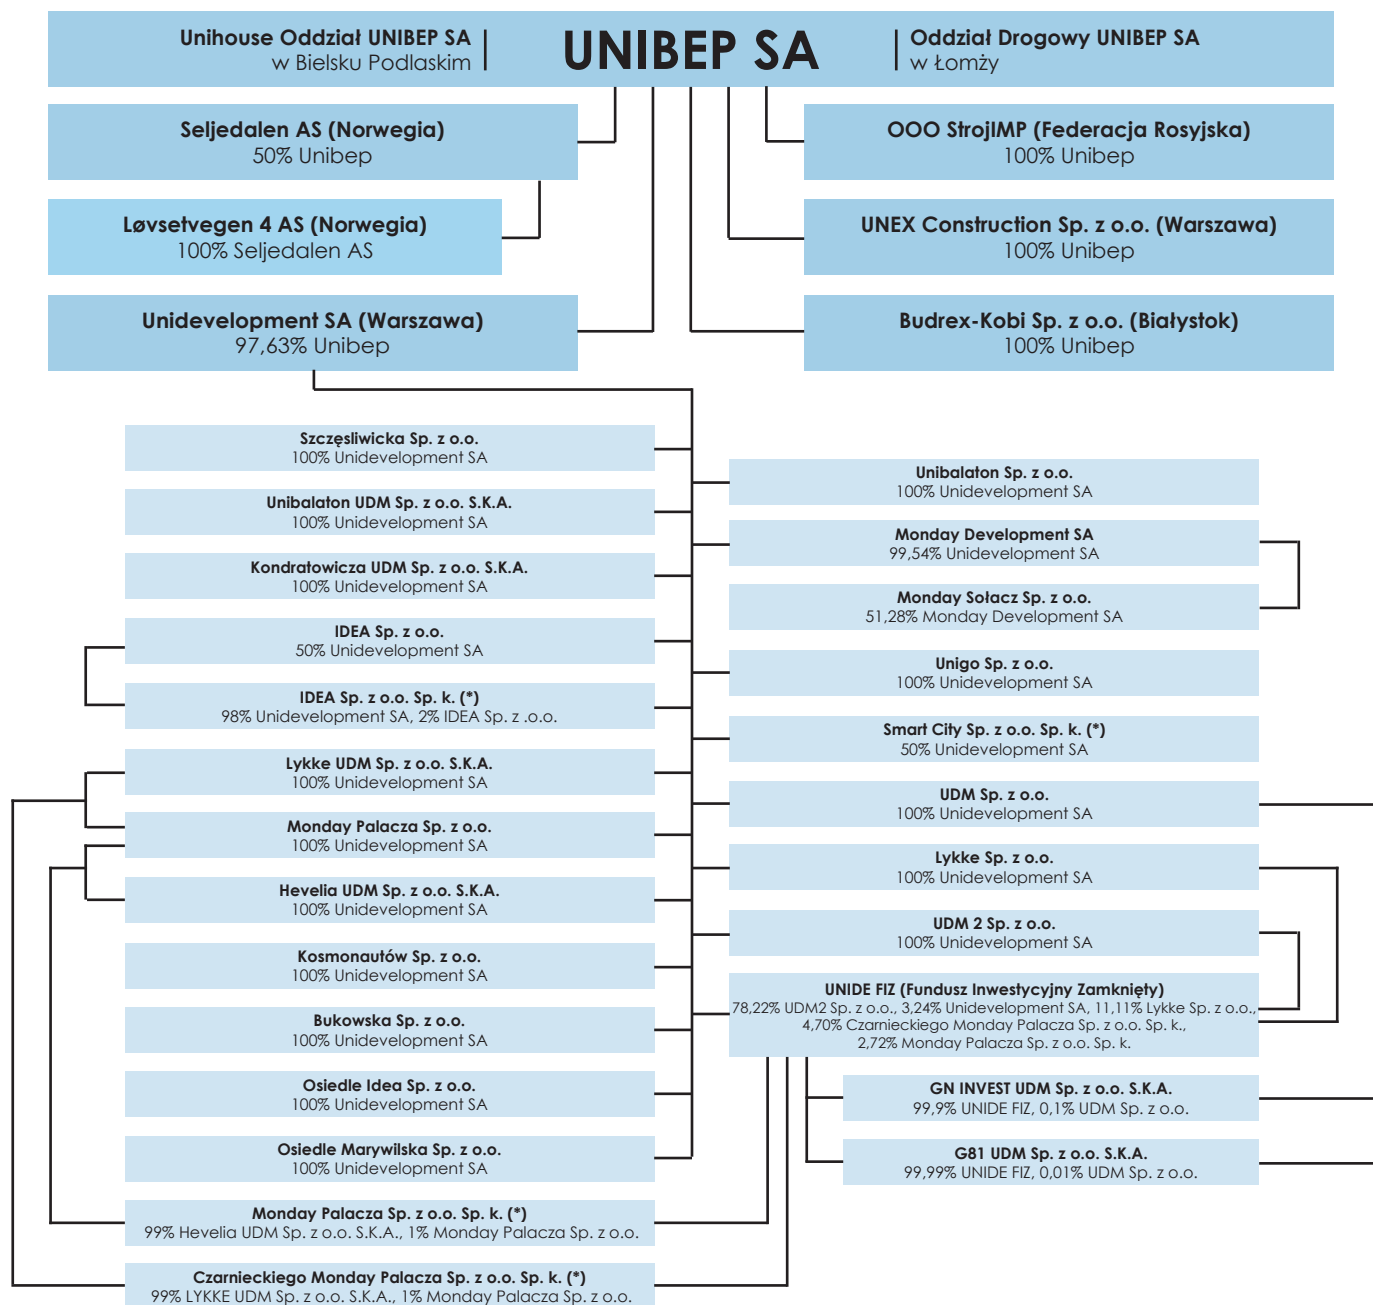 Unihouse Oddział UNIBEP SA
w Bielsku Podlaskim
UNIBEP SA
Oddział Drogowy UNIBEP SA
w Łomży
Seljedalen AS (Norwegia)
50% Unibep
Løvsetvegen 4 AS (Norwegia)
100% Seljedalen AS
Unidevelopment SA (Warszawa)
97,63% Unibep
OOO StrojIMP (Federacja Rosyjska)
100% Unibep
UNEX Construction Sp. z o.o. (Warszawa)
100% Unibep
Budrex-Kobi Sp. z o.o. (Białystok)
100% Unibep
Szczęsliwicka Sp. z o.o.
100% Unidevelopment SA
Unibalaton UDM Sp. z o.o. S.K.A.
100% Unidevelopment SA
Kondratowicza UDM Sp. z o.o. S.K.A.
100% Unidevelopment SA
IDEA Sp. z o.o.
50% Unidevelopment SA
IDEA Sp. z o.o. Sp. k. (*)
98% Unidevelopment SA, 2% IDEA Sp. z .o.o.
Lykke UDM Sp. z o.o. S.K.A.
100% Unidevelopment SA
Monday Palacza Sp. z o.o.
100% Unidevelopment SA
Hevelia UDM Sp. z o.o. S.K.A.
100% Unidevelopment SA
Kosmonautów Sp. z o.o.
100% Unidevelopment SA
Bukowska Sp. z o.o.
100% Unidevelopment SA
Osiedle Idea Sp. z o.o.
100% Unidevelopment SA
Osiedle Marywilska Sp. z o.o.
100% Unidevelopment SA
Monday Palacza Sp. z o.o. Sp. k. (*)
99% Hevelia UDM Sp. z o.o. S.K.A., 1% Monday Palacza Sp. z o.o.
Czarnieckiego Monday Palacza Sp. z o.o. Sp. k. (*)
99% LYKKE UDM Sp. z o.o. S.K.A., 1% Monday Palacza Sp. z o.o.
Unibalaton Sp. z o.o.
100% Unidevelopment SA
Monday Development SA
99,54% Unidevelopment SA
Monday Sołacz Sp. z o.o.
51,28% Monday Development SA
Unigo Sp. z o.o.
100% Unidevelopment SA
Smart City Sp. z o.o. Sp. k. (*)
50% Unidevelopment SA
UDM Sp. z o.o.
100% Unidevelopment SA
Lykke Sp. z o.o.
100% Unidevelopment SA
UDM 2 Sp. z o.o.
100% Unidevelopment SA
UNIDE FIZ (Fundusz Inwestycyjny Zamknięty)
78,22% UDM2 Sp. z o.o., 3,24% Unidevelopment SA, 11,11% Lykke Sp. z o.o.,
4,70% Czarnieckiego Monday Palacza Sp. z o.o. Sp. k.,
2,72% Monday Palacza Sp. z o.o. Sp. k.
GN INVEST UDM Sp. z o.o. S.K.A.
99,9% UNIDE FIZ, 0,1% UDM Sp. z o.o.
G81 UDM Sp. z o.o. S.K.A.
99,99% UNIDE FIZ, 0,01% UDM Sp. z o.o.